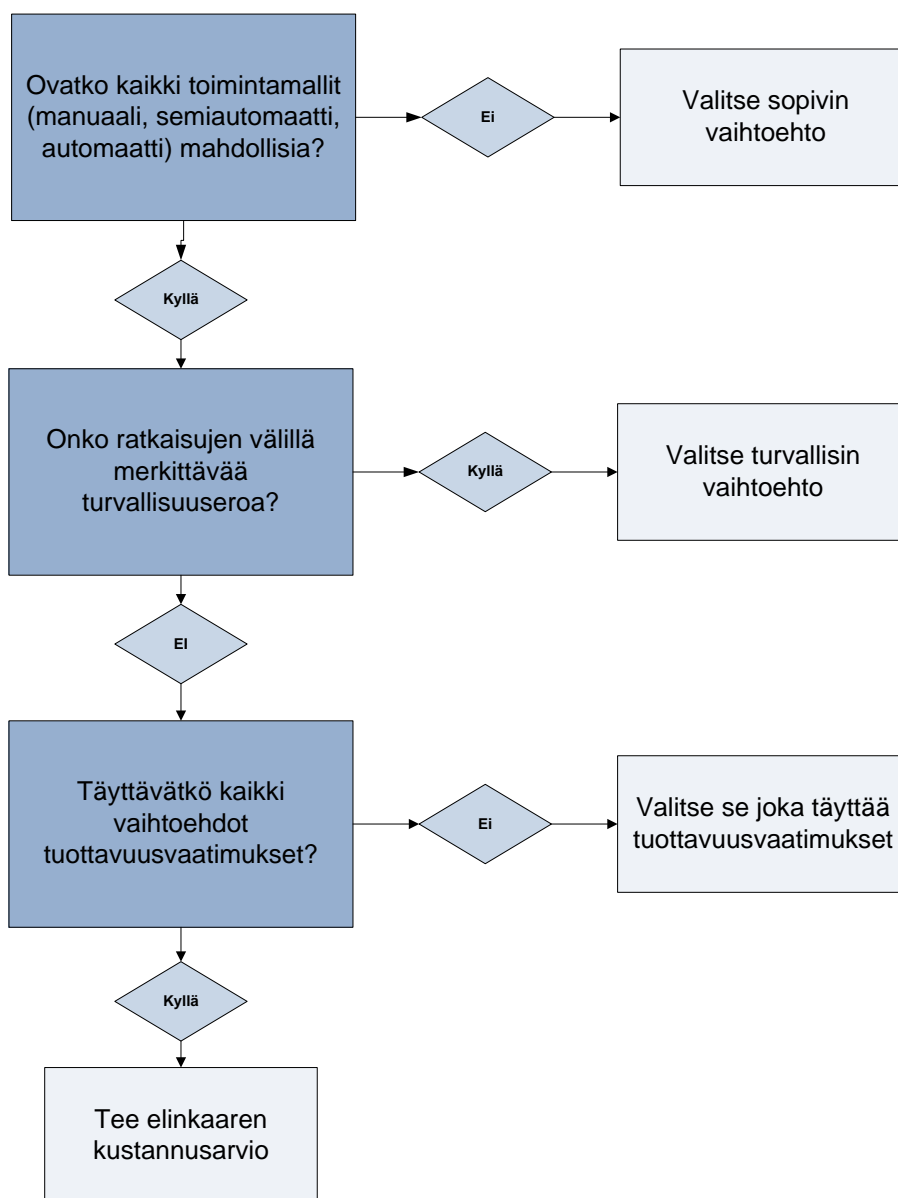 Ovatko kaikki toimintamallit
(manuaali, semiautomaatti,
automaatti) mahdollisia?
Ei
Valitse sopivin
vaihtoehto
Kyllä
Onko ratkaisujen välillä
merkittävää
turvallisuuseroa?
Kyllä
Valitse turvallisin
vaihtoehto
EI
Täyttävätkö kaikki
vaihtoehdot
tuottavuusvaatimukset?
Ei
Valitse se joka täyttää
tuottavuusvaatimukset
Kyllä
Tee elinkaaren
kustannusarvio